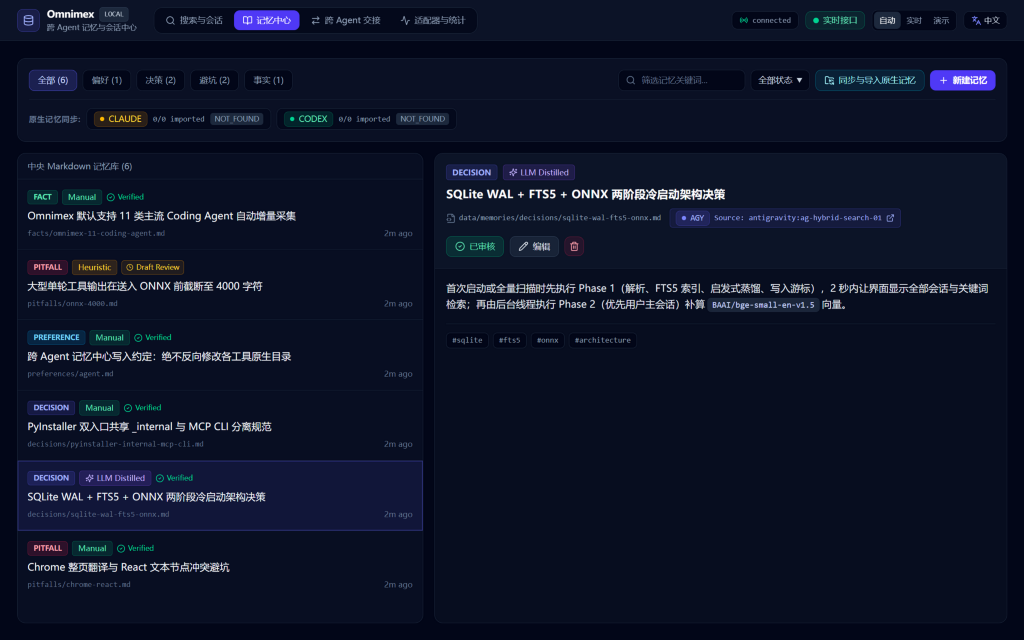 Omnimex LOCAL
跨 Agent 记忆与会话中心
搜索与会话
记忆中心
跨 Agent 交接
适配器与统计
connected
实时接口
自动 实时 演示
中文
全部 (6)
偏好 (1)
决策 (2)
避坑 (2)
事实 (1)
筛选记忆关键词...
全部状态 ▼
同步与导入原生记忆
+ 新建记忆
原生记忆同步:
CLAUDE 0/0 imported NOT_FOUND
CODEX 0/0 imported NOT_FOUND
中央 Markdown 记忆库 (6)
FACT Manual Verified
Omnimex 默认支持 11 类主流 Coding Agent 自动增量采集
facts/omnimex-11-coding-agent.md 2m ago
PITFALL Heuristic Draft Review
大型单轮工具输出在送入 ONNX 前截断至 4000 字符
pitfalls/onnx-4000.md 2m ago
PREFERENCE Manual Verified
跨 Agent 记忆中心写入约定：绝不反向修改各工具原生目录
preferences/agent.md 2m ago
DECISION Manual Verified
PyInstaller 双入口共享 _internal 与 MCP CLI 分离规范
decisions/pyinstaller-internal-mcp-cli.md 2m ago
DECISION LLM Distilled Verified
SQLite WAL + FTS5 + ONNX 两阶段冷启动架构决策
decisions/sqlite-wal-fts5-onnx.md 2m ago
PITFALL Manual Verified
Chrome 整页翻译与 React 文本节点冲突避坑
pitfalls/chrome-react.md 2m ago
DECISION LLM Distilled
SQLite WAL + FTS5 + ONNX 两阶段冷启动架构决策
data/memories/decisions/sqlite-wal-fts5-onnx.md AGY Source: antigravity:ag-hybrid-search-01
已审核 编辑
首次启动或全量扫描时先执行 Phase 1（解析、FTS5 索引、启发式蒸馏、写入游标），2 秒内让界面显示全部会话与关键词
检索；再由后台线程执行 Phase 2（优先用户主会话）补算 BAAI/bge-small-en-v1.5 向量。
#sqlite #fts5 #onnx #architecture